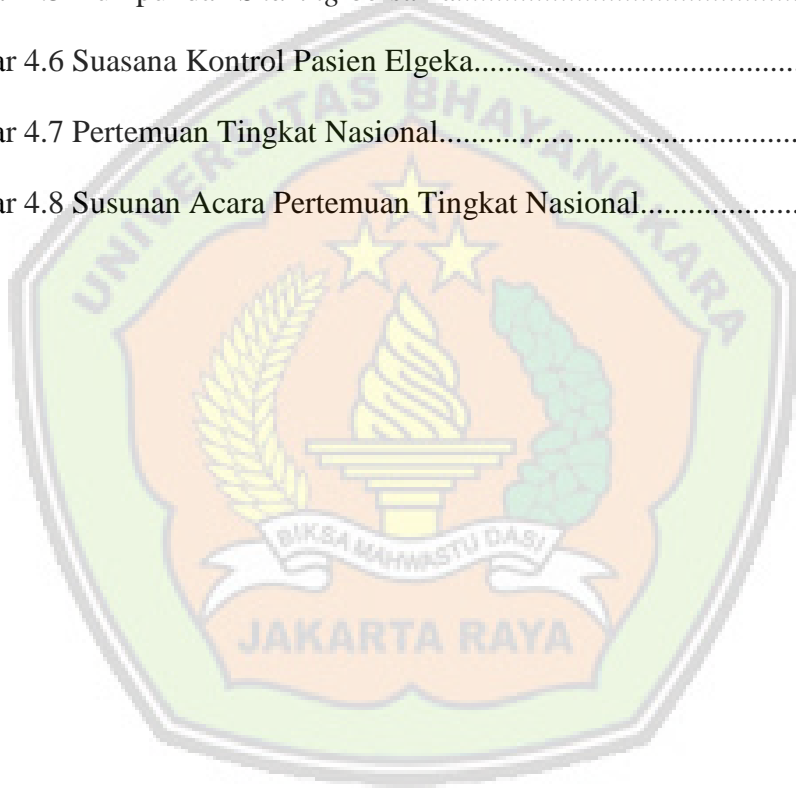 ar 4.6 Suasana Kontrol Pasien Elgeka........................................
ar 4.7 Pertemuan Tingkat Nasional.............................................
ar 4.8 Susunan Acara Pertemuan Tingkat Nasional....................
UNIVERSITAS BHAYANGKARA
BIKSA MAHWASTU DASI
JAKARTA RAYA